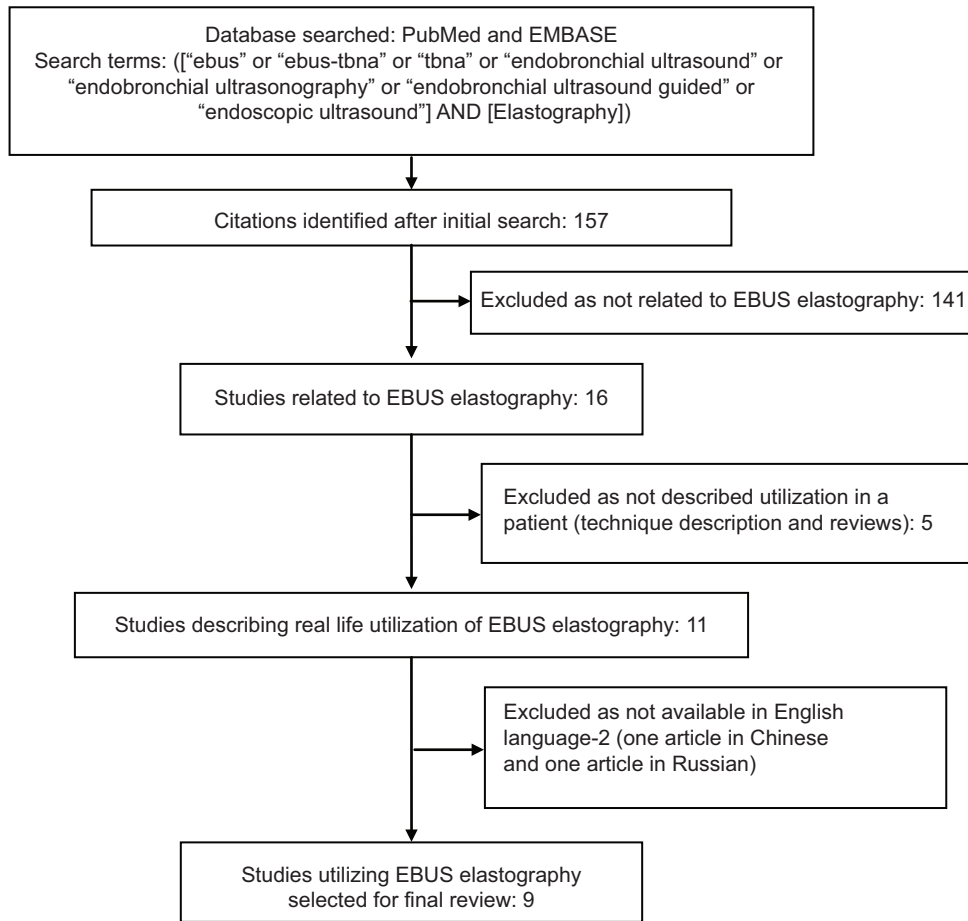 Database searched: PubMed and EMBASE
Search terms: ([“ebus” or “ebus-tbna” or “tbna” or “endobronchial ultrasound” or
“endobronchial ultrasonography” or “endobronchial ultrasound guided” or
“endoscopic ultrasound”] AND [Elastography])
Citations identified after initial search: 157
Excluded as not related to EBUS elastography: 141
Studies related to EBUS elastography: 16
Excluded as not described utilization in a
patient (technique description and reviews): 5
Studies describing real life utilization of EBUS elastography: 11
Excluded as not available in English
language-2 (one article in Chinese
and one article in Russian)
Studies utilizing EBUS elastography
selected for final review: 9